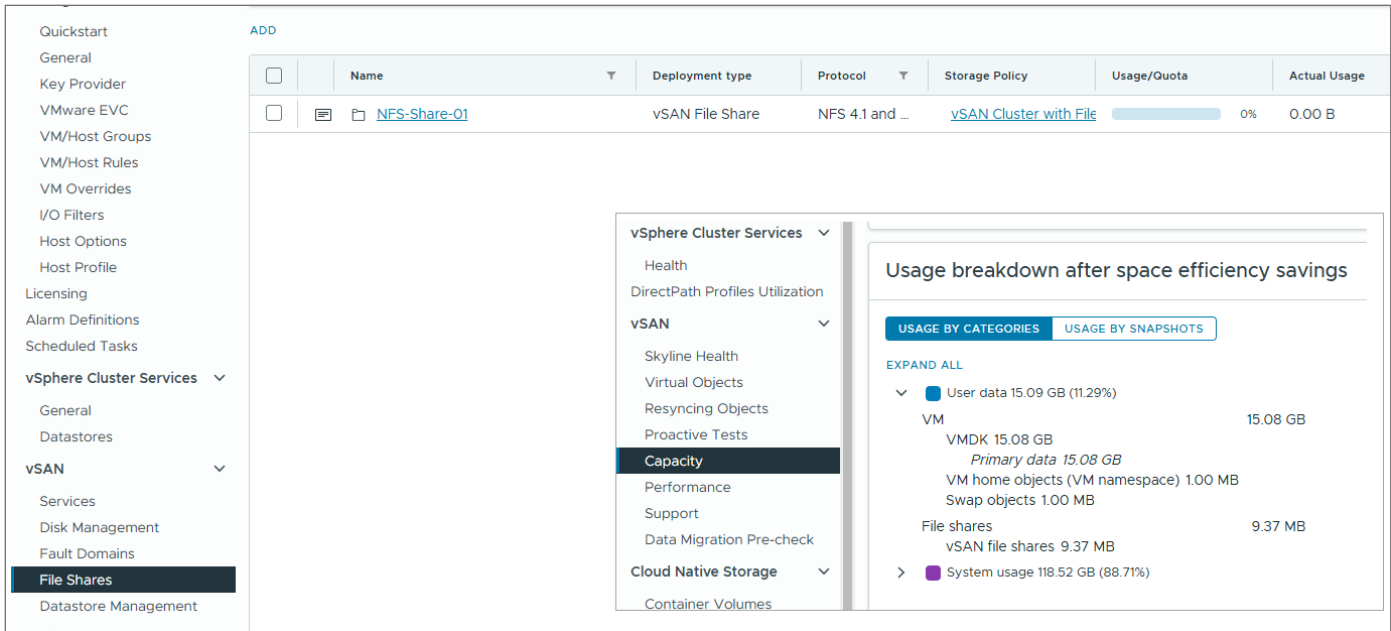 Quickstart
General
Key Provider
VMware EVC
VM/Host Groups
VM/Host Rules
VM Overrides
I/O Filters
Host Options
Host Profile
Licensing
Alarm Definitions
Scheduled Tasks
vSphere Cluster Services
General
Datastores
vSAN
Services
Disk Management
Fault Domains
File Shares
Datastore Management
ADD
Name Deployment type Protocol Storage Policy Usage/Quota Actual Usage
NFS-Share-01 vSAN File Share NFS 4.1 and ... vSAN Cluster with File 0% 0.00 B
vSphere Cluster Services
Health
DirectPath Profiles Utilization
vSAN
Skyline Health
Virtual Objects
Resyncing Objects
Proactive Tests
Capacity
Performance
Support
Data Migration Pre-check
Cloud Native Storage
Container Volumes
Usage breakdown after space efficiency savings
USAGE BY CATEGORIES USAGE BY SNAPSHOTS
EXPAND ALL
User data 15.09 GB (11.29%)
VM 15.08 GB
VMDK 15.08 GB
Primary data 15.08 GB
VM home objects (VM namespace) 1.00 MB
Swap objects 1.00 MB
File shares 9.37 MB
vSAN file shares 9.37 MB
System usage 118.52 GB (88.71%)